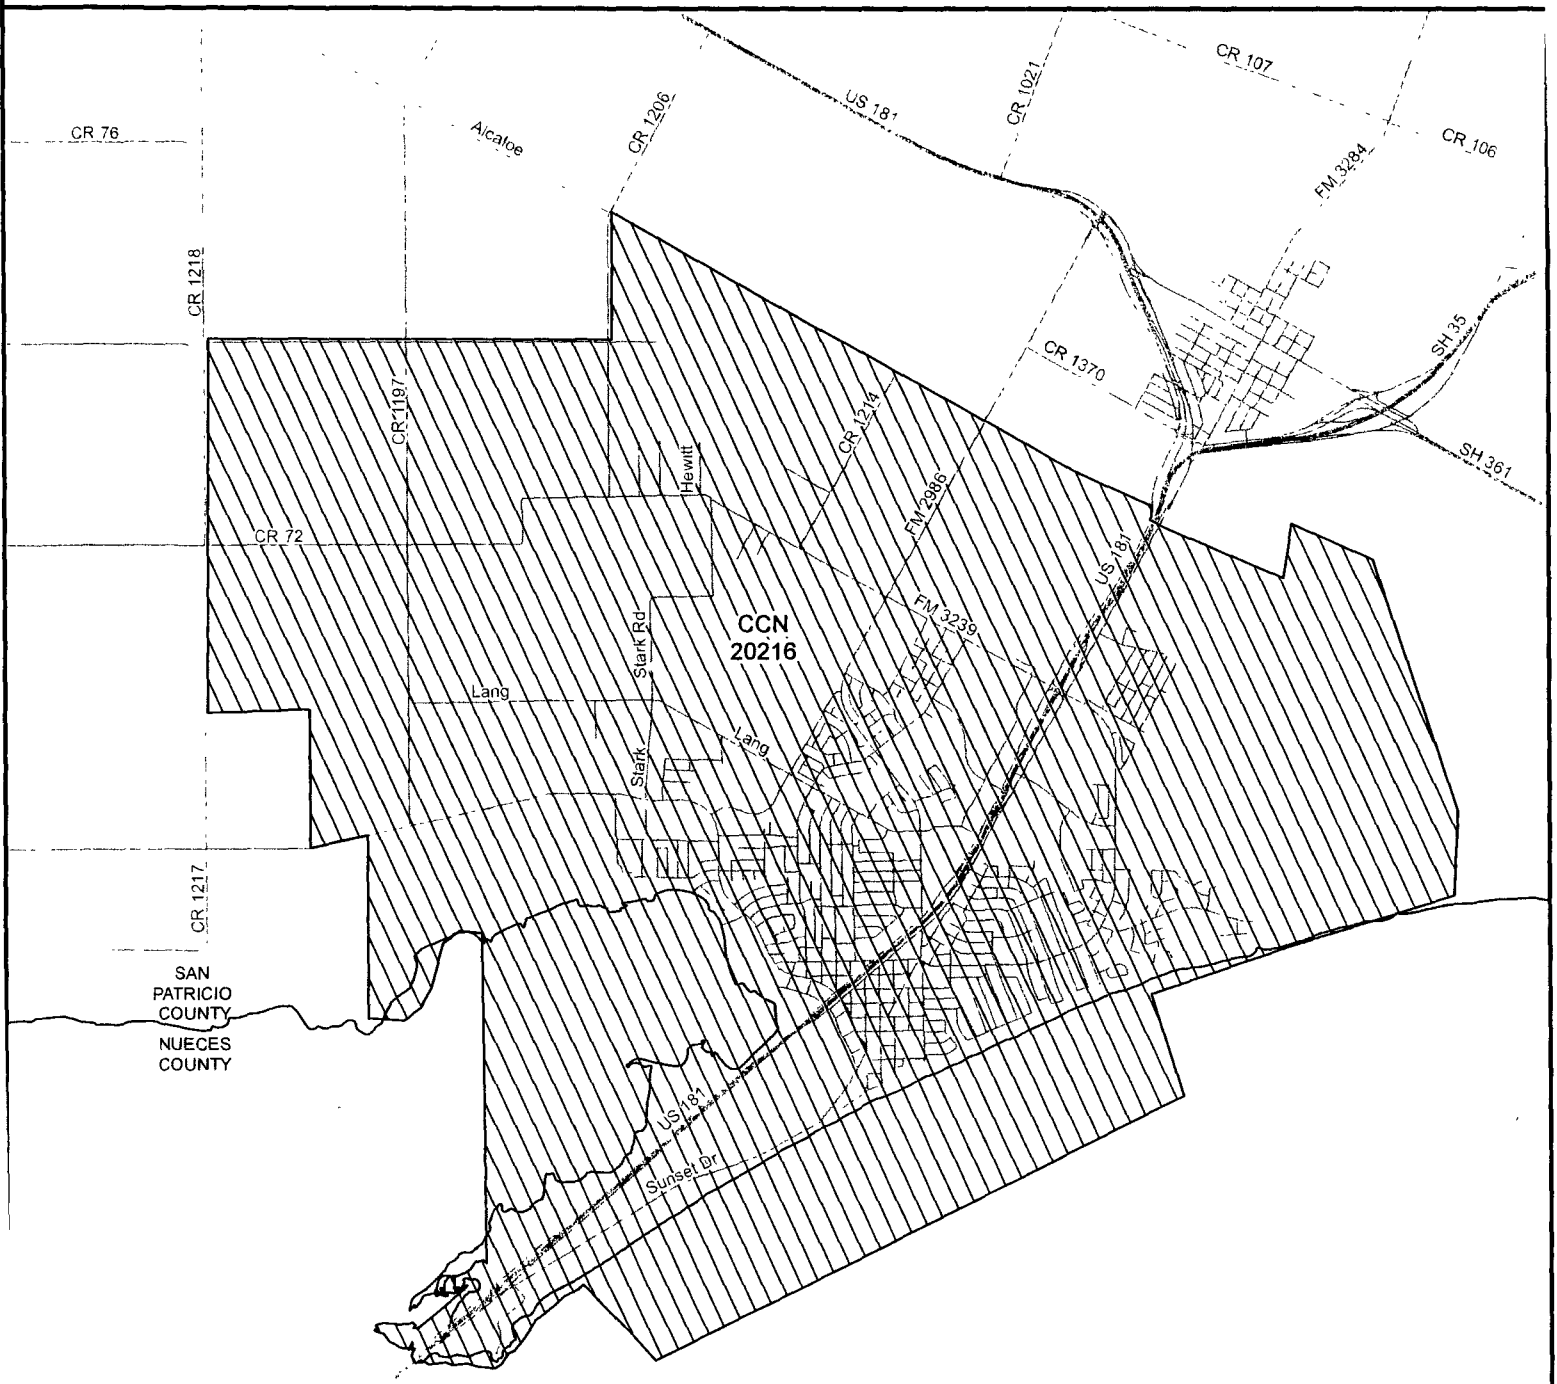 CR 107
CR 1021
US 181
CR 1206
CR 76
Alcatoe
CR 106
FM 3284
CR 1218
SH 35
CR 1370
CR 1197
CR 1214
SH 361
Hewitt
FM 2986
CR 72
US 181
FM 3239
CCN
20216
Stark Rd
Lang
Lang
Stark
CR 1217
SAN
PATRICIO
COUNTY
NUECES
COUNTY
US 181
Sunset Dr